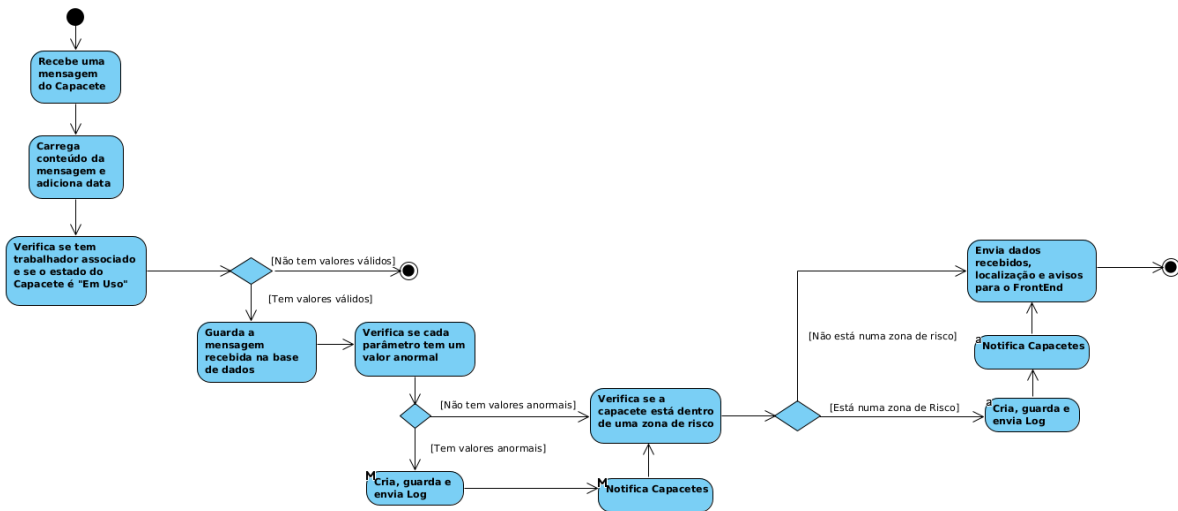 Recebe uma
mensagem
do Capacete
Carrega
conteúdo da
mensagem e
adiciona data
Verifica se tem
trabalhador associado
e se o estado do
Capacete é "Em Uso"
[Não tem valores válidos]
[Tem valores válidos]
Guarda a
mensagem
recebida na base
de dados
Verifica se cada
parâmetro tem um
valor anormal
[Não tem valores anormais]
[Tem valores anormais]
M
Cria, guarda e
envia Log
M
Notifica Capacetes
Verifica se a
capacete está dentro
de uma zona de risco
[Não está numa zona de risco]
[Está numa zona de Risco]
a
Cria, guarda e
envia Log
a
Notifica Capacetes
Envia dados
recebidos,
localização e avisos
para o FrontEnd